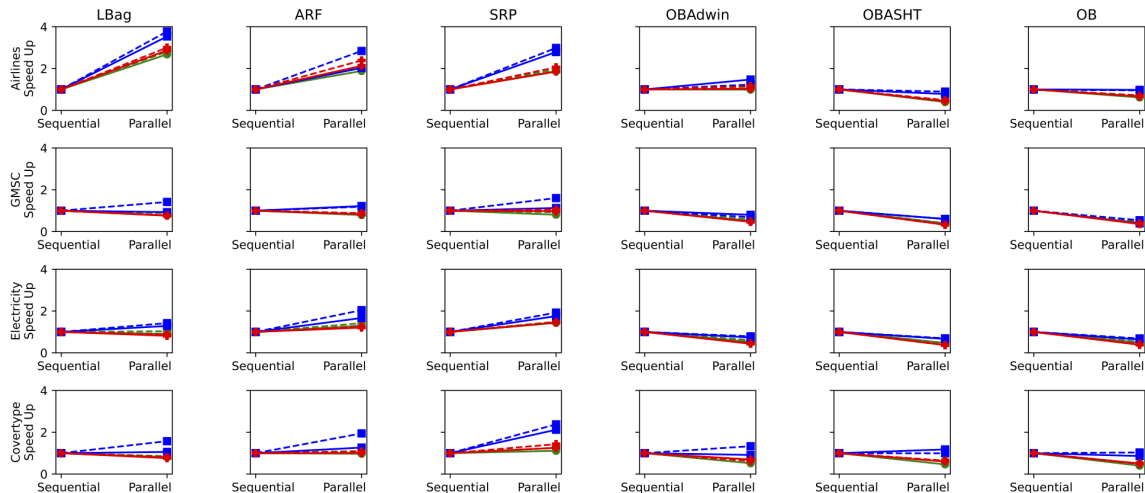 LBag ARF SRP OBAdwin OBASHT OB
Airlines
Speed Up
4
2
0
Sequential Parallel Sequential Parallel Sequential Parallel Sequential Parallel Sequential Parallel Sequential Parallel
GMSC
Speed Up
4
2
0
Sequential Parallel Sequential Parallel Sequential Parallel Sequential Parallel Sequential Parallel Sequential Parallel
Electricity
Speed Up
4
2
0
Sequential Parallel Sequential Parallel Sequential Parallel Sequential Parallel Sequential Parallel Sequential Parallel
Covertype
Speed Up
4
2
0
Sequential Parallel Sequential Parallel Sequential Parallel Sequential Parallel Sequential Parallel Sequential Parallel